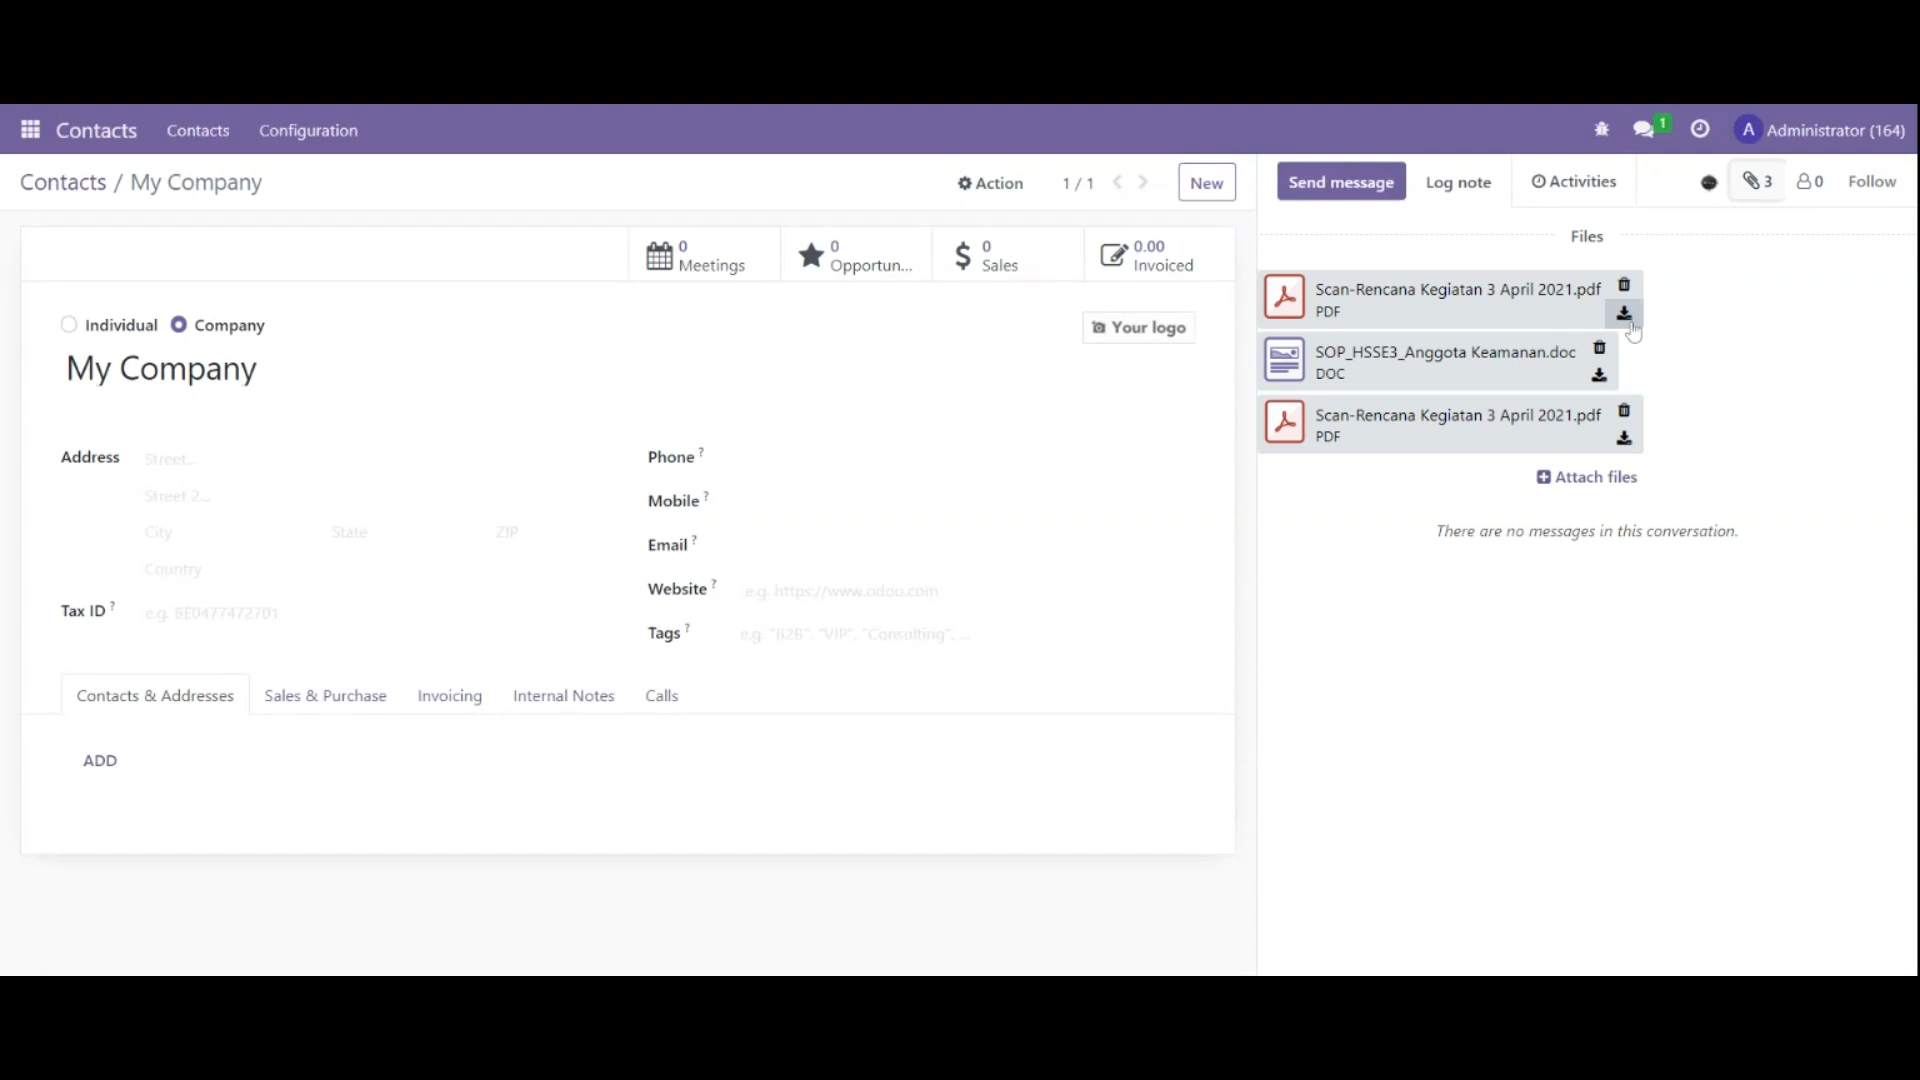 Contacts Contacts Configuration 1 A Administrator (164)
Contacts / My Company Action 1 / 1 New
Send message Log note Activities 3 0 Follow
0 Meetings
0 Opportun...
0 Sales
0.00 Invoiced
Individual Company
Your logo
My Company
Address Street...
Street 2...
City State ZIP
Country
Tax ID ? e.g. BE0477472701
Phone ?
Mobile ?
Email ?
Website ? e.g. https://www.odoo.com
Tags ? e.g. "B2B", "VIP", "Consulting", ...
Contacts & Addresses Sales & Purchase Invoicing Internal Notes Calls
ADD
Files
Scan-Rencana Kegiatan 3 April 2021.pdf
PDF
SOP_HSSE3_Anggota Keamanan.doc
DOC
Scan-Rencana Kegiatan 3 April 2021.pdf
PDF
Attach files
There are no messages in this conversation.